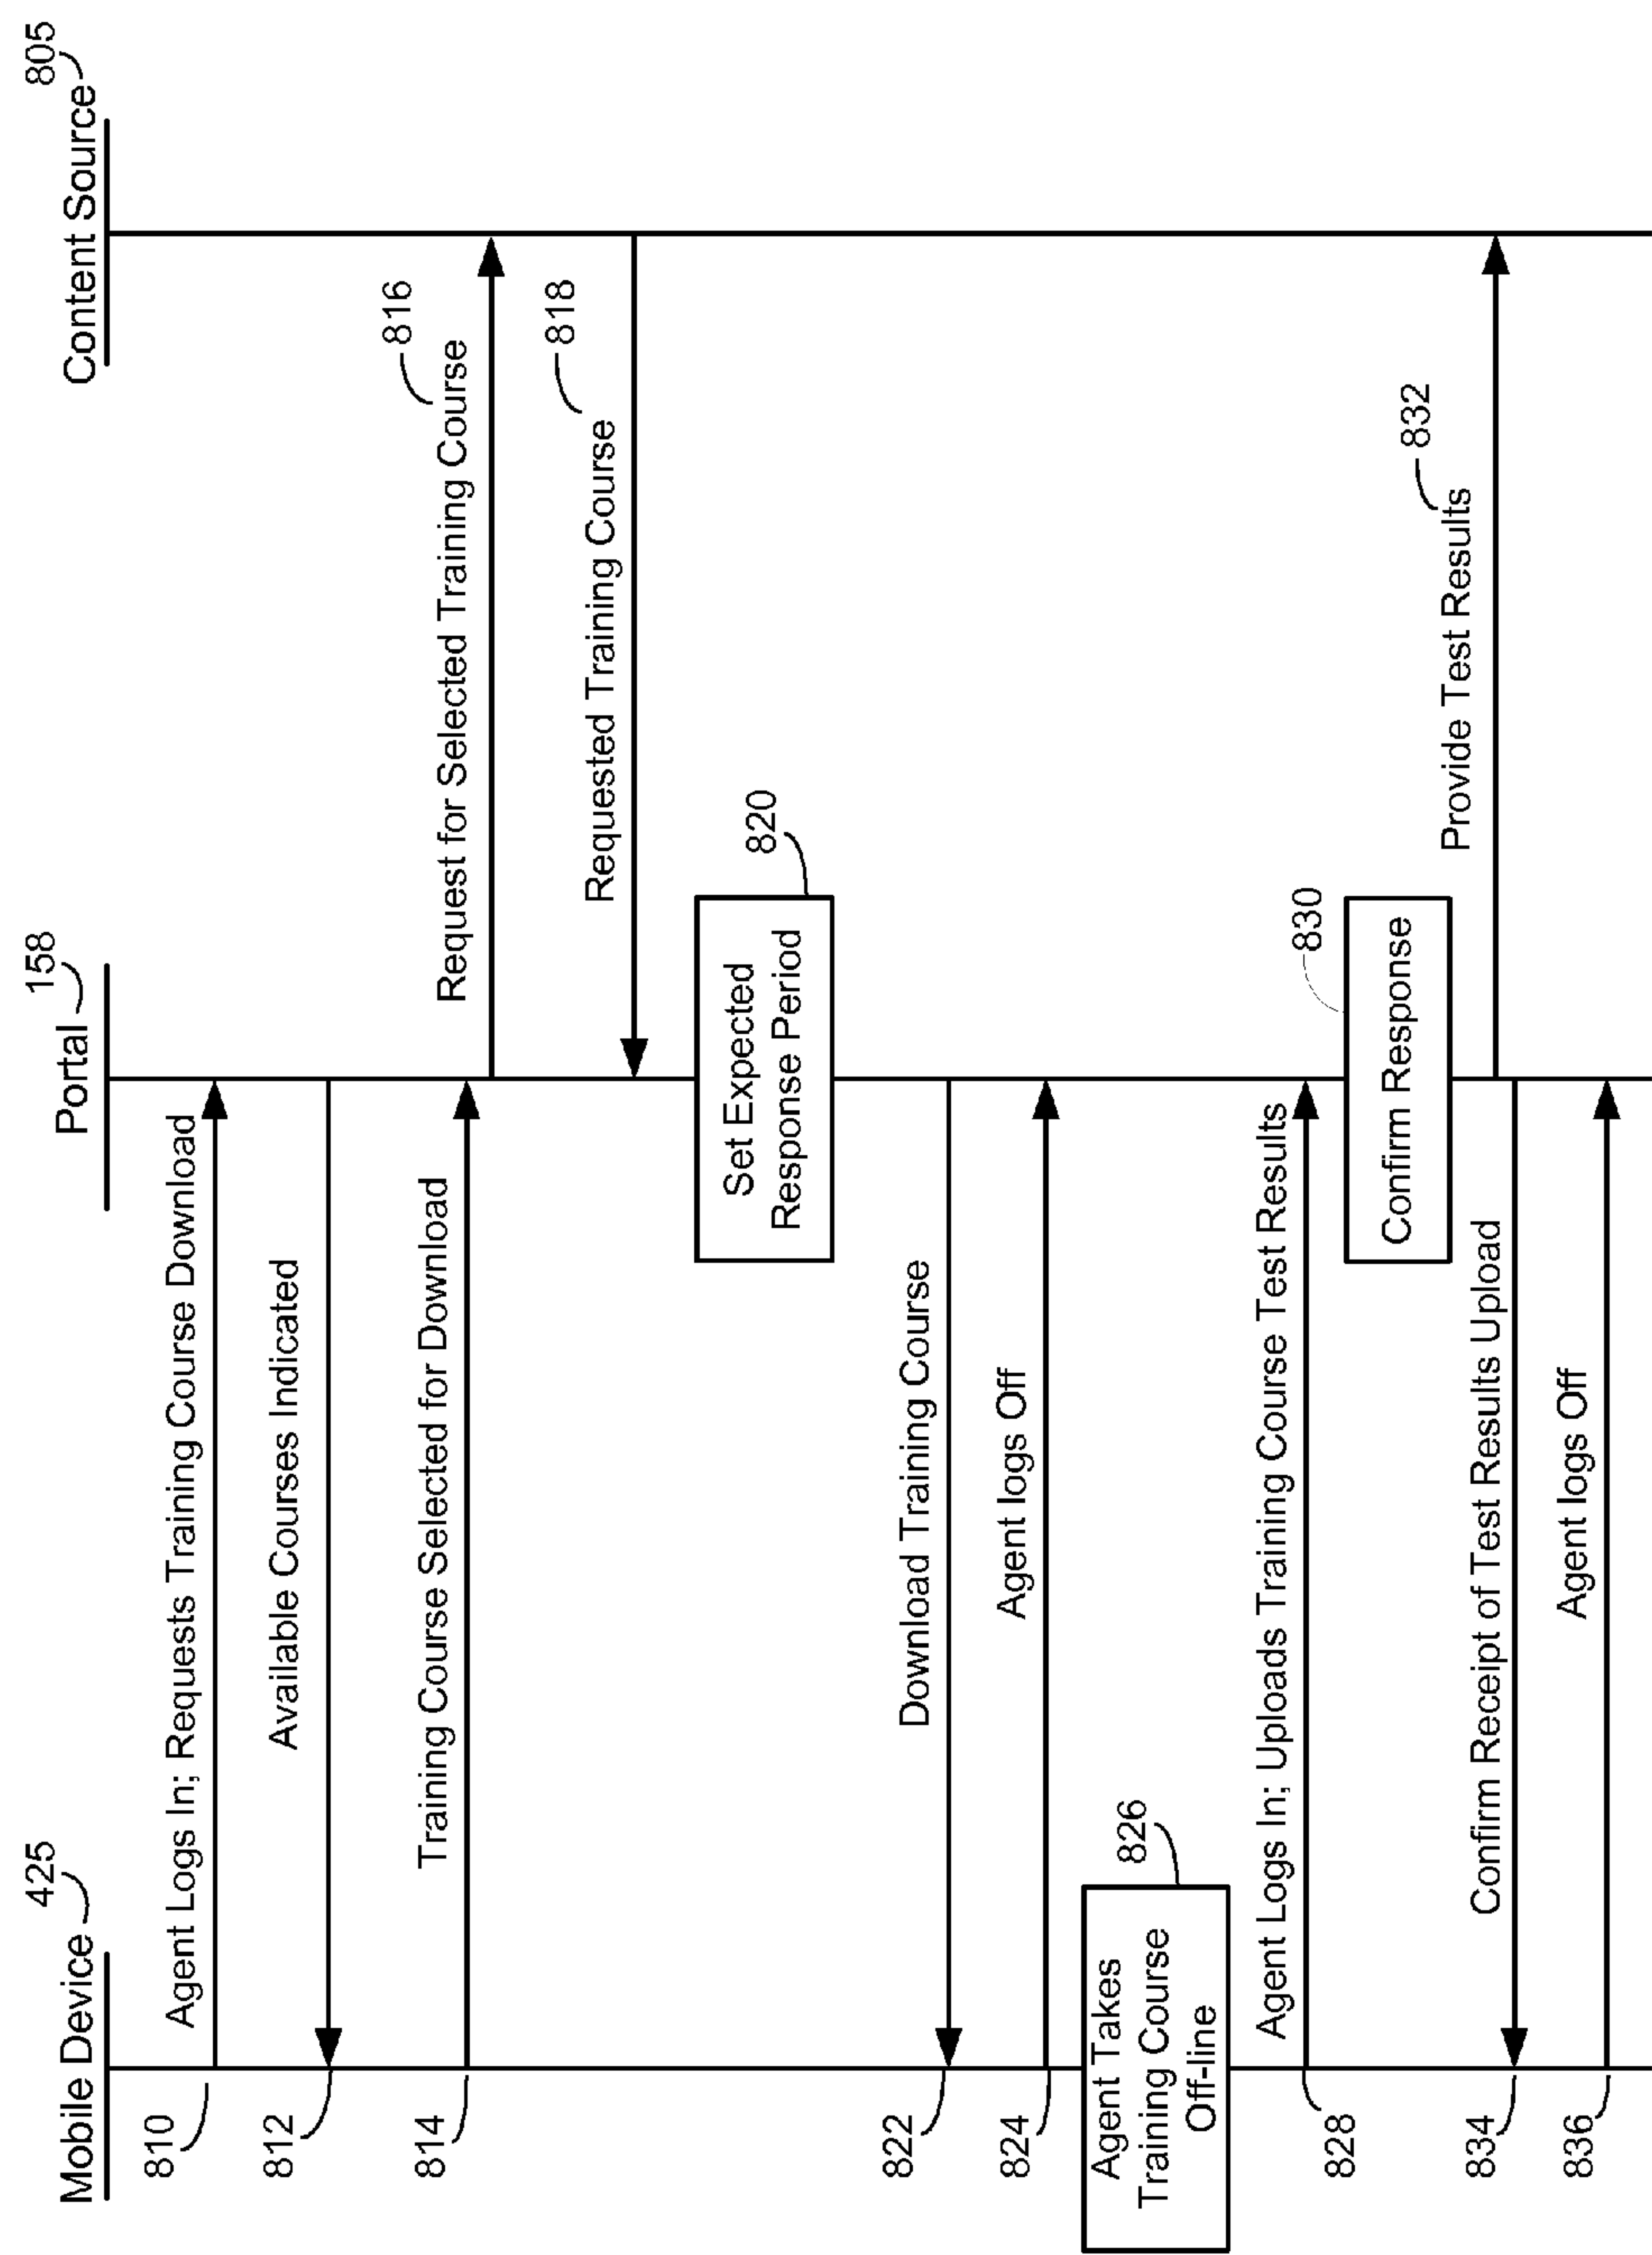 Mobile Device
425
Portal
158
Content Source
805
810
Agent Logs In; Requests Training Course Download
812
Available Courses Indicated
814
Training Course Selected for Download
Request for Selected Training Course
816
Requested Training Course
818
Set Expected
Response Period
820
822
Download Training Course
824
Agent logs Off
Agent Takes
Training Course
Off-line
826
828
Agent Logs In; Uploads Training Course Test Results
Confirm Response
830
Provide Test Results
832
834
Confirm Receipt of Test Results Upload
836
Agent logs Off